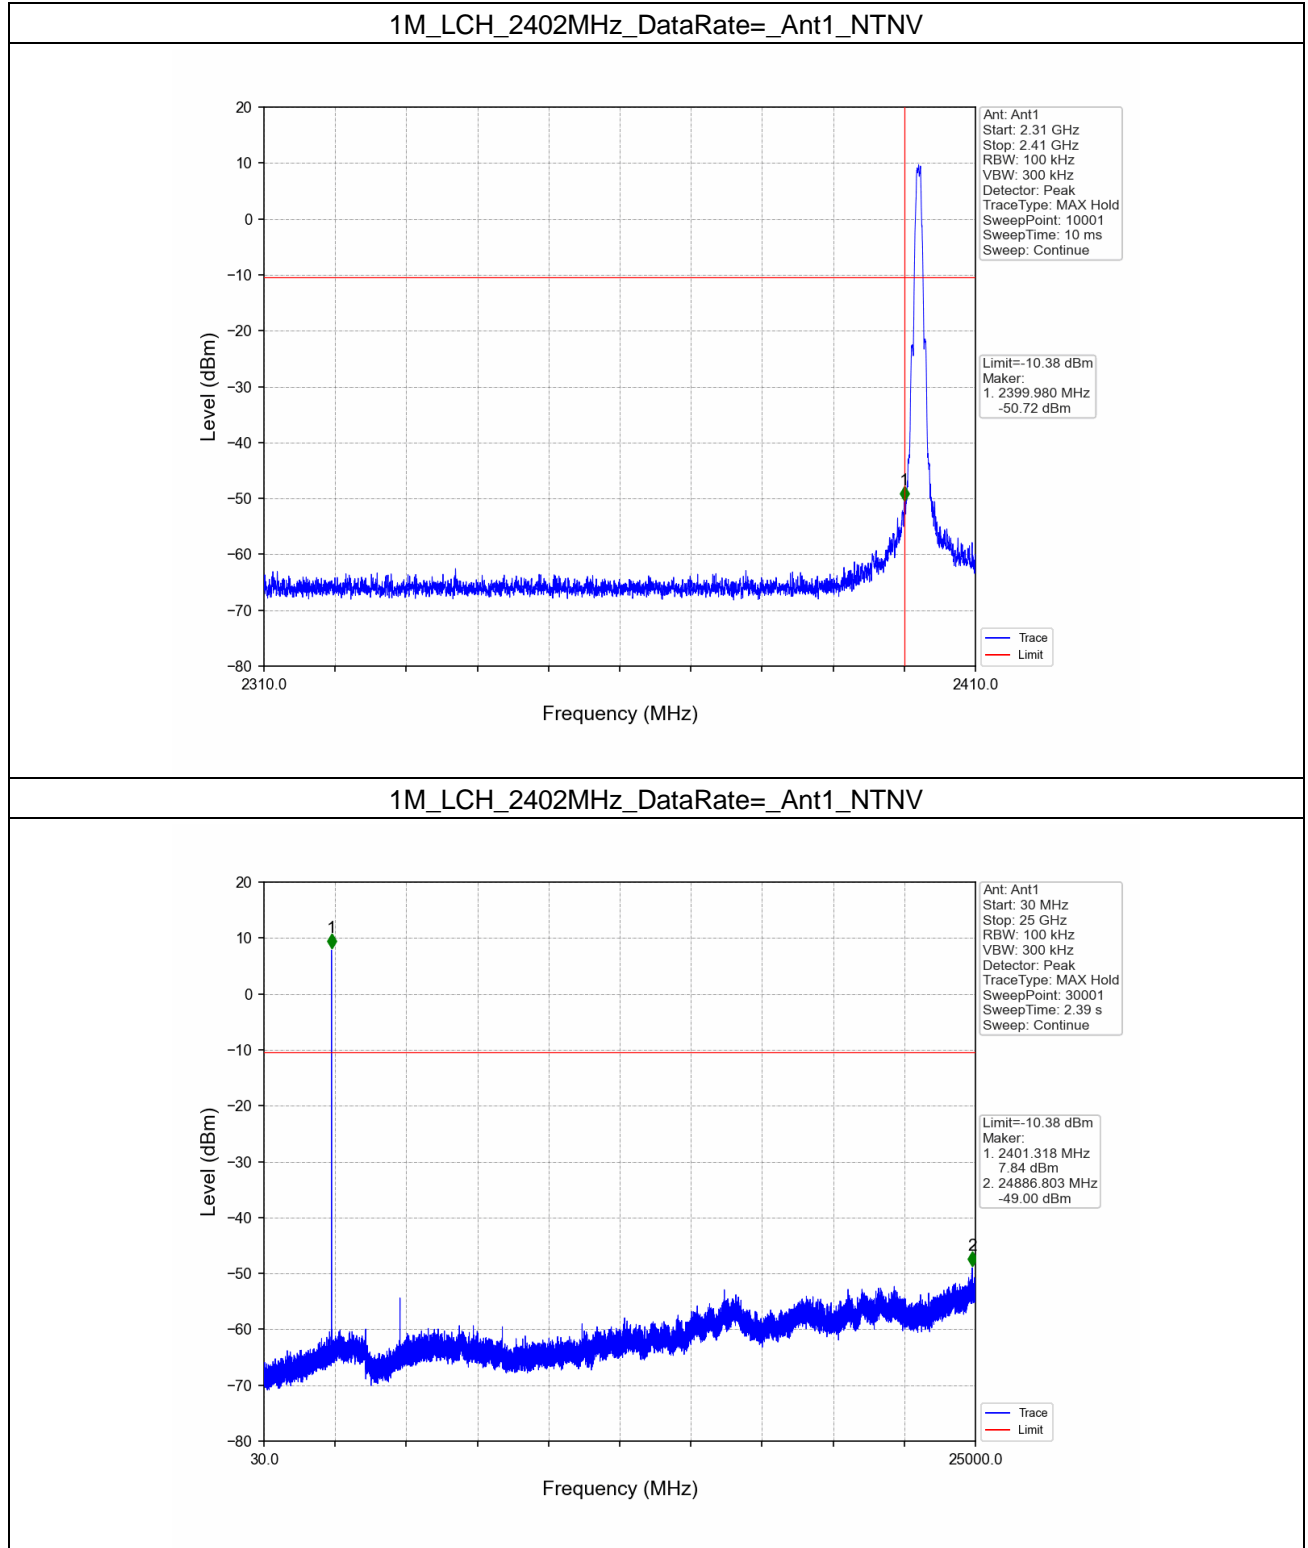 1M_LCH_2402MHz_DataRate=_Ant1_NTNV
20
10
0
−10
−20
−30
−40
−50
−60
−70
−80
Level (dBm)
1
2310.0
2410.0
Frequency (MHz)
Ant: Ant1
Start: 2.31 GHz
Stop: 2.41 GHz
RBW: 100 kHz
VBW: 300 kHz
Detector: Peak
TraceType: MAX Hold
SweepPoint: 10001
SweepTime: 10 ms
Sweep: Continue
Limit=-10.38 dBm
Maker:
1. 2399.980 MHz
-50.72 dBm
Trace
Limit
1M_LCH_2402MHz_DataRate=_Ant1_NTNV
20
10
0
−10
−20
−30
−40
−50
−60
−70
−80
Level (dBm)
1
2
30.0
25000.0
Frequency (MHz)
Ant: Ant1
Start: 30 MHz
Stop: 25 GHz
RBW: 100 kHz
VBW: 300 kHz
Detector: Peak
TraceType: MAX Hold
SweepPoint: 30001
SweepTime: 2.39 s
Sweep: Continue
Limit=-10.38 dBm
Maker:
1. 2401.318 MHz
7.84 dBm
2. 24886.803 MHz
-49.00 dBm
Trace
Limit